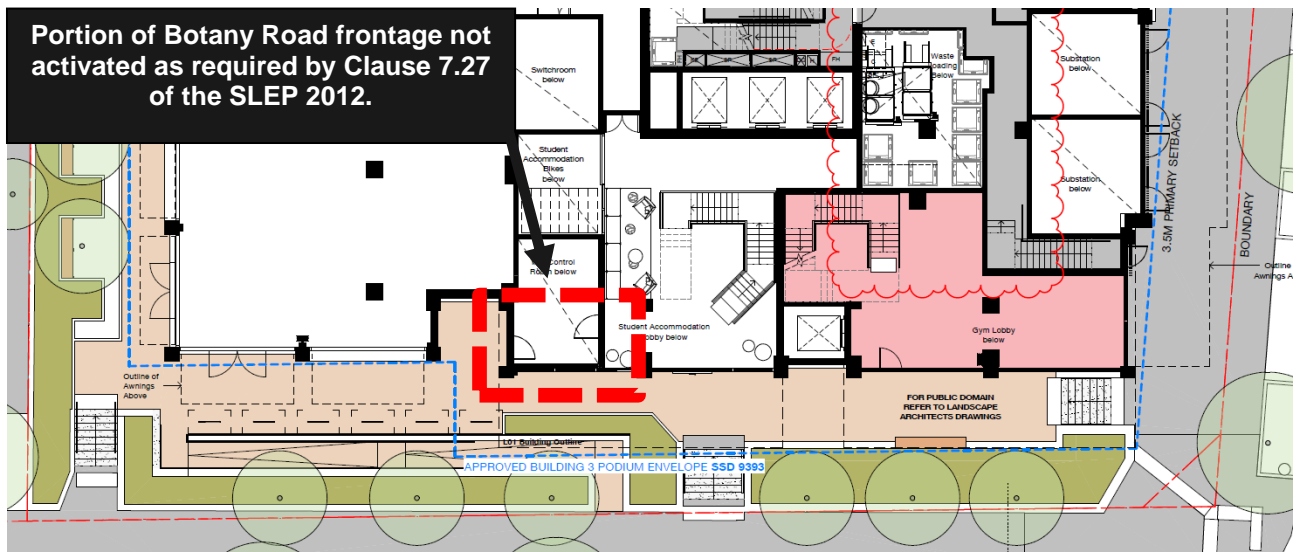 Portion of Botany Road frontage not
activated as required by Clause 7.27
of the SLEP 2012.
Switchroom
below
FH
FH
Waste
Loading
Below
Substation
below
Student
Accommodation
Bikes
below
Substation
below
3.5M PRIMARY SETBACK
BOUNDARY
Outline
Awnings A
Control
Room below
Student Accommodation
Lobby below
Gym Lobby
below
Outline of
Awnings
Above
FOR PUBLIC DOMAIN
REFER TO LANDSCAPE
ARCHITECTS DRAWINGS
L01 Building Outline
APPROVED BUILDING 3 PODIUM ENVELOPE SSD 9393